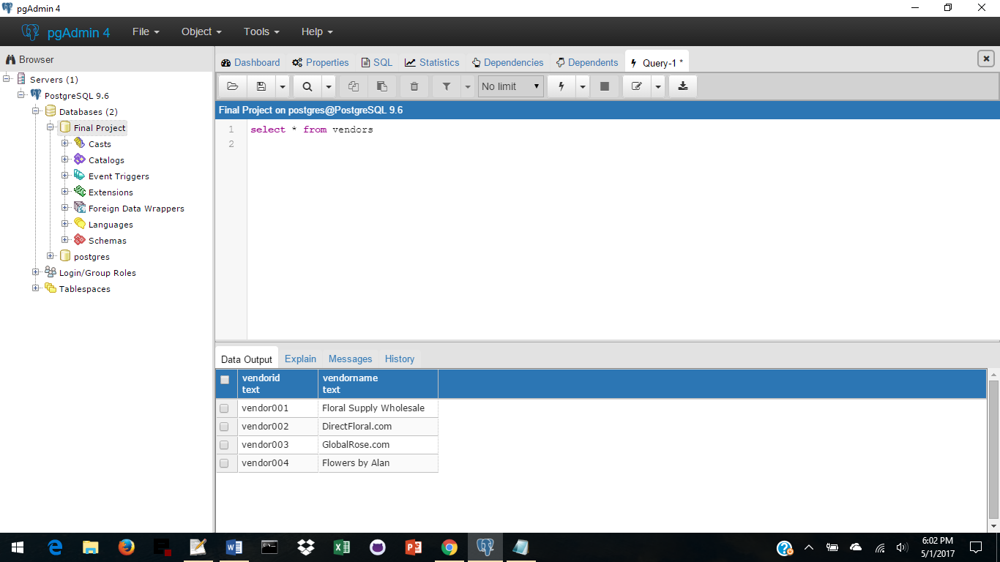 pgAdmin 4
pgAdmin 4 File Object Tools Help
Browser
Servers (1)
PostgreSQL 9.6
Databases (2)
Final Project
Casts
Catalogs
Event Triggers
Extensions
Foreign Data Wrappers
Languages
Schemas
postgres
Login/Group Roles
Tablespaces
Dashboard Properties SQL Statistics Dependencies Dependents Query-1 *
No limit
Final Project on postgres@PostgreSQL 9.6
1 select * from vendors
2
Data Output Explain Messages History
vendorid vendorname
text text
vendor001 Floral Supply Wholesale
vendor002 DirectFloral.com
vendor003 GlobalRose.com
vendor004 Flowers by Alan
6:02 PM
5/1/2017